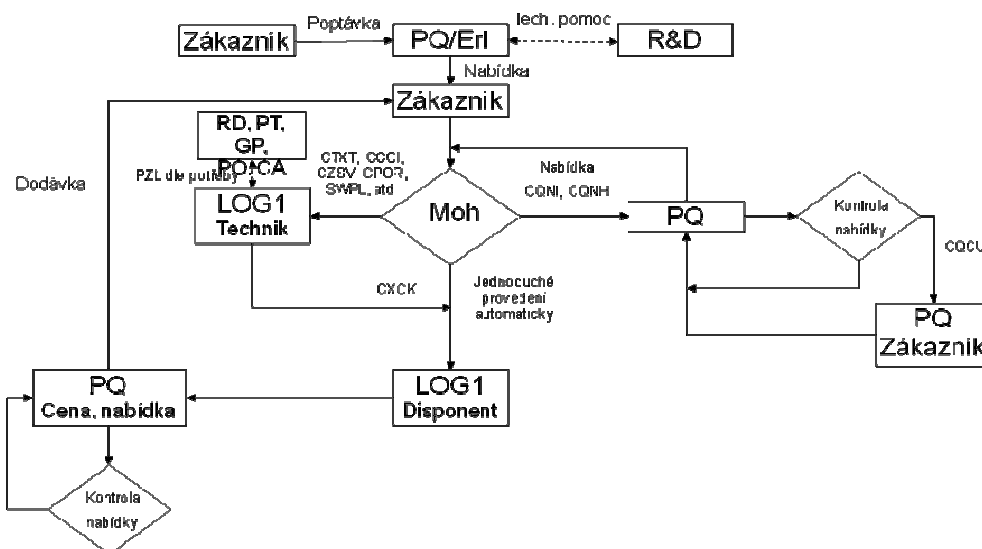 Poptávka
Zákazník
PQ/Erl
tech. pomoc
R&D
Nabídka
Zákazník
RD, PT,
GP,
PO, CA
PZL dle potřeby
CTXT, CCCI,
CZSV, CPOR,
SWPL, atd
Dodávka
LOG1
Technik
Moh
Nabídka
CQNI, CQNH
PQ
Kontrola
nabídky
CQCU
CXCK
Jednoduché
provedení
automaticky
PQ
Zákazník
PQ
Cena, nabídka
LOG1
Disponent
Kontrola
nabídky